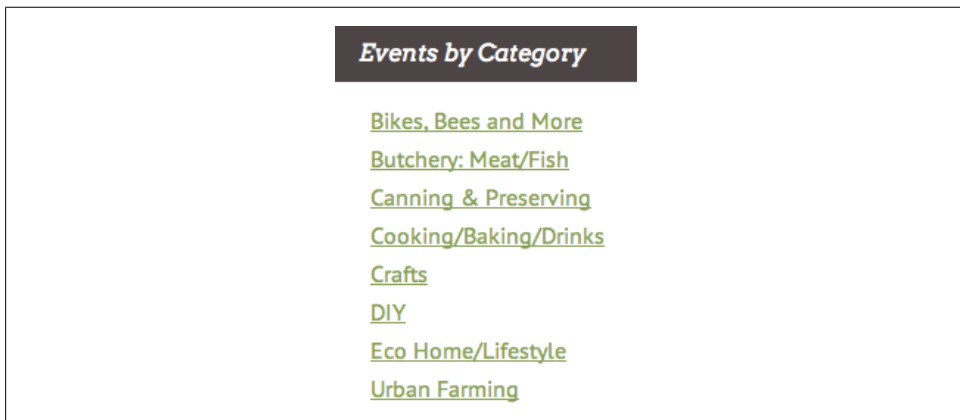 Events by Category
Bikes, Bees and More
Butchery: Meat/Fish
Canning & Preserving
Cooking/Baking/Drinks
Crafts
DIY
Eco Home/Lifestyle
Urban Farming